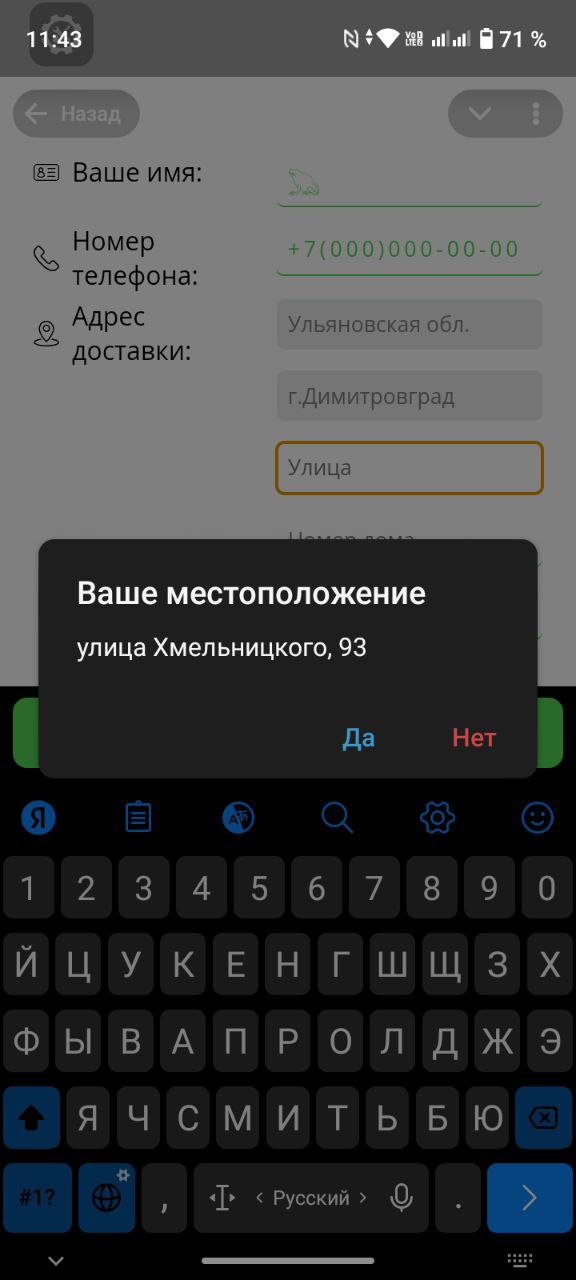 11:43
71 %
Назад
Ваше имя:
Номер
телефона:
+7(000)000-00-00
Адрес
доставки:
Ульяновская обл.
г.Димитровград
Улица
Номер дома
Ваше местоположение
улица Хмельницкого, 93
Да Нет
Я
1 2 3 4 5 6 7 8 9 0
Й Ц У К Е Н Г Ш Щ З Х
Ф Ы В А П Р О Л Д Ж Э
Я Ч С М И Т Ь Б Ю
#1? , < Русский > .